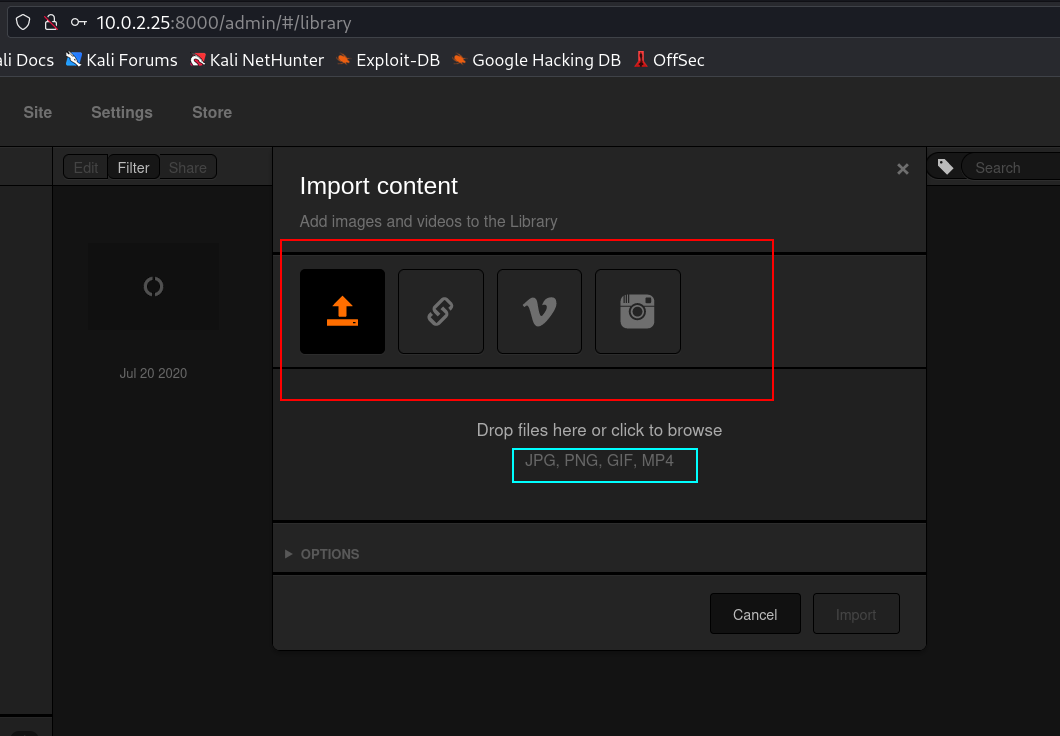 10.0.2.25:8000/admin/#/library
ali Docs Kali Forums Kali NetHunter Exploit-DB Google Hacking DB OffSec
Site Settings Store
Edit Filter Share
Search
Import content
Add images and videos to the Library
Jul 20 2020
Drop files here or click to browse
JPG, PNG, GIF, MP4
OPTIONS
Cancel Import